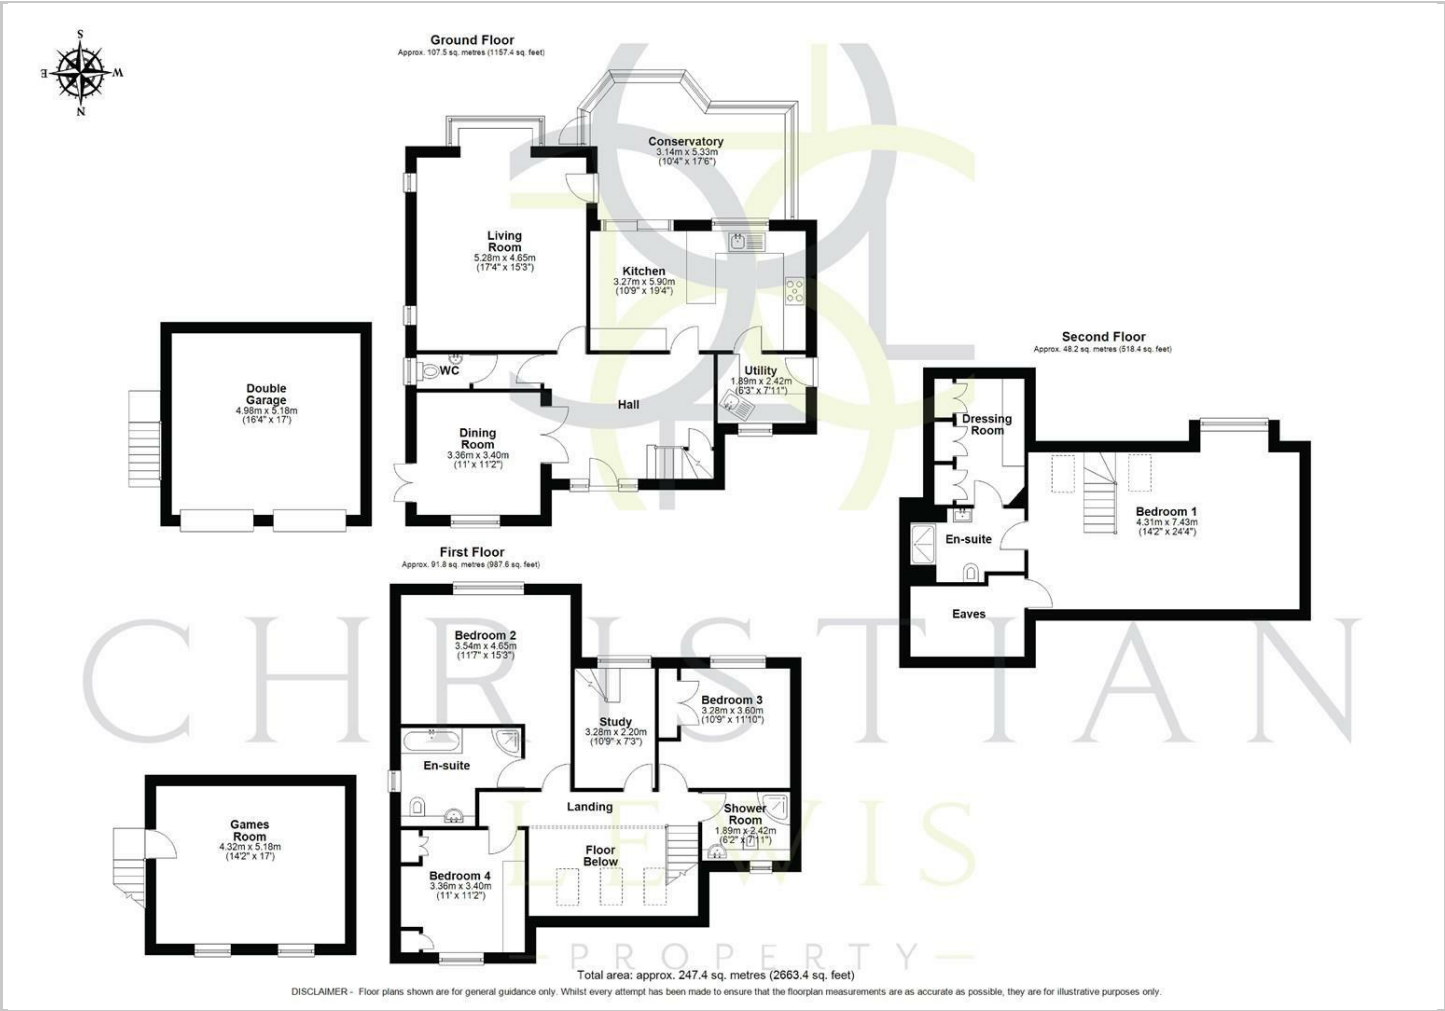 S
E
W
N
Ground Floor
Approx. 107.5 sq. metres (1157.4 sq. feet)
Conservatory
3.14m x 5.33m
(10'4" x 17'6")
Living
Room
5.28m x 4.65m
(17'4" x 15'3")
Kitchen
3.27m x 5.90m
(10'9" x 19'4")
WC
Utility
1.89m x 2.42m
(6'3" x 7'11")
Hall
Dining
Room
3.36m x 3.40m
(11' x 11'2")
Double
Garage
4.98m x 5.18m
(16'4" x 17')
Second Floor
Approx. 48.2 sq. metres (518.4 sq. feet)
Dressing
Room
Bedroom 1
4.31m x 7.43m
(14'2" x 24'4")
En-suite
Eaves
First Floor
Approx. 91.8 sq. metres (987.6 sq. feet)
Bedroom 2
3.54m x 4.65m
(11'7" x 15'3")
Bedroom 3
3.28m x 3.60m
(10'9" x 11'10")
Study
3.28m x 2.20m
(10'9" x 7'3")
En-suite
Landing
Shower
Room
1.89m x 2.42m
(6'2" x 7'11")
Floor
Below
Bedroom 4
3.36m x 3.40m
(11' x 11'2")
Games
Room
4.32m x 5.18m
(14'2" x 17')
CHRISTIAN
LEWIS
PROPERTY
Total area: approx. 247.4 sq. metres (2663.4 sq. feet)
DISCLAIMER - Floor plans shown are for general guidance only. Whilst every attempt has been made to ensure that the floorplan measurements are as accurate as possible, they are for illustrative purposes only.